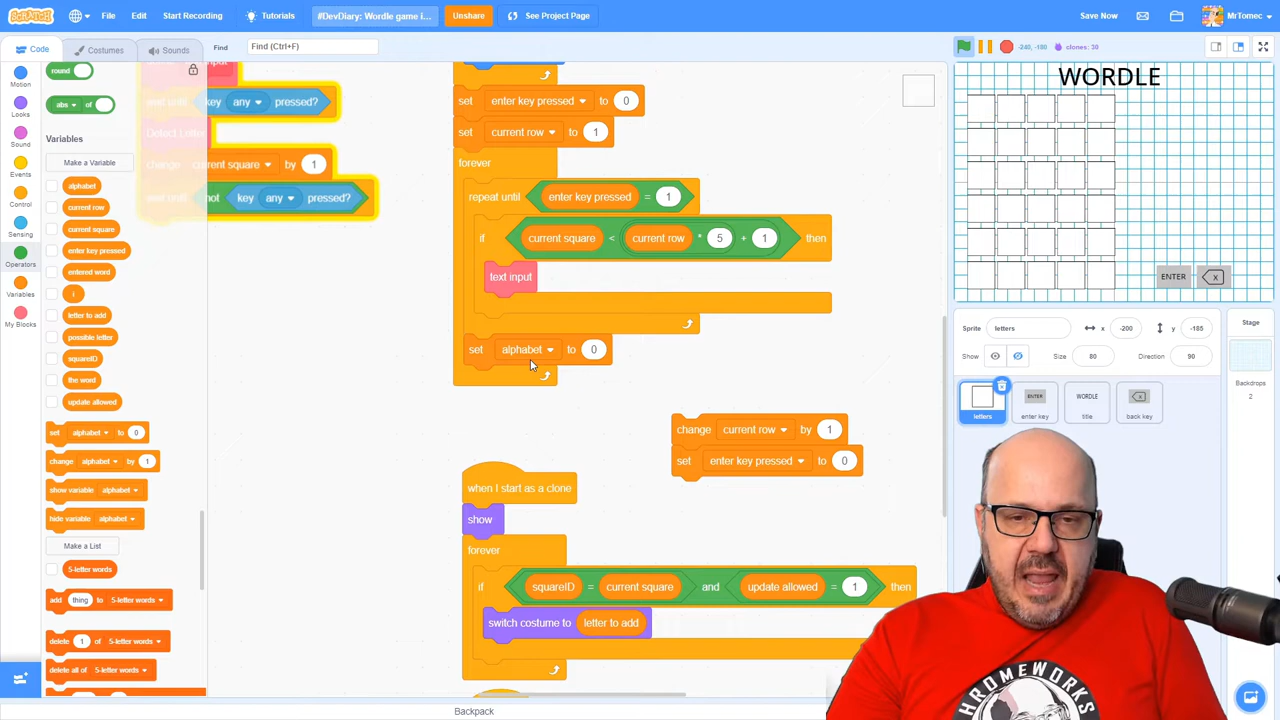 SCRATCH
File
Edit
Start Recording
Tutorials
#DevDiary: Wordle game i...
Unshare
See Project Page
Save Now
MrTomec
Code
Costumes
Sounds
Find
Find (Ctrl+F)
-240, -180
clones: 30
Motion
Looks
Sound
Events
Control
Sensing
Operators
Variables
My Blocks
round
abs of
Variables
Make a Variable
alphabet
current row
current square
enter key pressed
entered word
i
letter to add
possible letter
squareID
the word
update allowed
set alphabet to 0
change alphabet by 1
show variable alphabet
hide variable alphabet
Make a List
5-letter words
add thing to 5-letter words
delete 1 of 5-letter words
delete all of 5-letter words
key any pressed?
Detect Letter
change current square by 1
not key any pressed?
set enter key pressed to 0
set current row to 1
forever
repeat until enter key pressed = 1
if current square < current row * 5 + 1 then
text input
set alphabet to 0
change current row by 1
set enter key pressed to 0
when I start as a clone
show
forever
if squareID = current square and update allowed = 1 then
switch costume to letter to add
Backpack
WORDLE
ENTER
X
Sprite letters x -200 y -185
Show Size 80 Direction 90
Stage
Backdrops
2
ENTER
WORDLE
letters
enter key
title
back key
HROMEWORKS